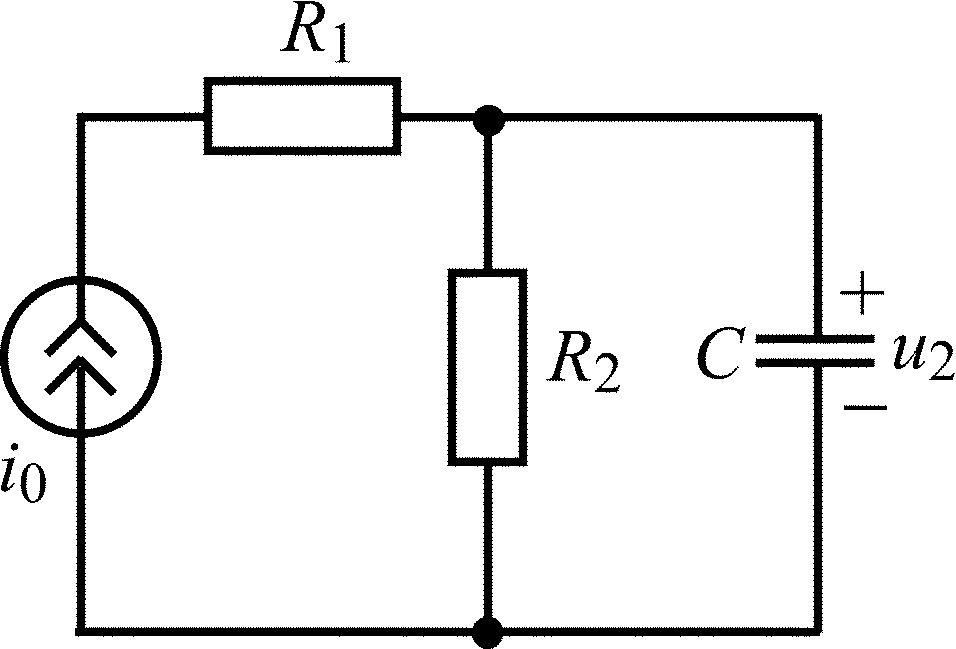 R₁
+
R₂
C
u₂
−
i₀